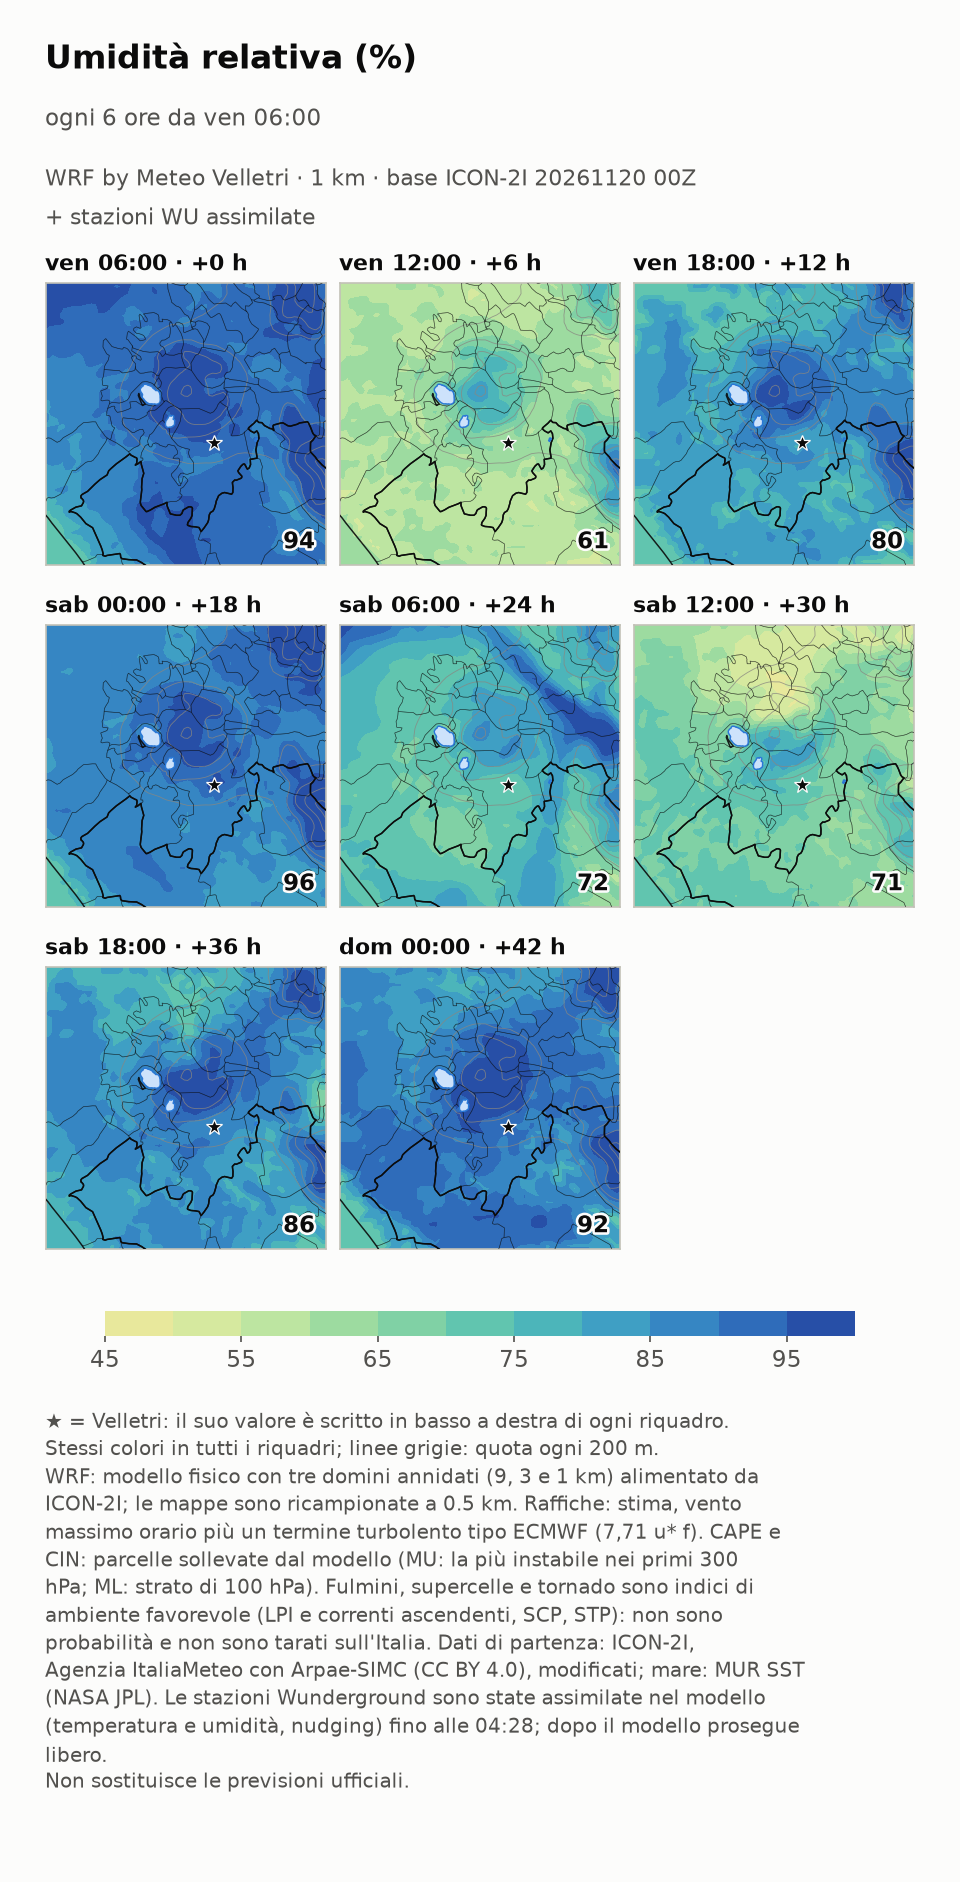 Umidità relativa (%)
ogni 6 ore da ven 06:00
WRF by Meteo Velletri · 1 km · base ICON-2I 20261120 00Z
+ stazioni WU assimilate
ven 06:00 · +0 h
ven 12:00 · +6 h
ven 18:00 · +12 h
94
61
80
sab 00:00 · +18 h
sab 06:00 · +24 h
sab 12:00 · +30 h
96
72
71
sab 18:00 · +36 h
dom 00:00 · +42 h
86
92
45 55 65 75 85 95
★ = Velletri: il suo valore è scritto in basso a destra di ogni riquadro.
Stessi colori in tutti i riquadri; linee grigie: quota ogni 200 m.
WRF: modello fisico con tre domini annidati (9, 3 e 1 km) alimentato da
ICON-2I; le mappe sono ricampionate a 0.5 km. Raffiche: stima, vento
massimo orario più un termine turbolento tipo ECMWF (7,71 u* f). CAPE e
CIN: parcelle sollevate dal modello (MU: la più instabile nei primi 300
hPa; ML: strato di 100 hPa). Fulmini, supercelle e tornado sono indici di
ambiente favorevole (LPI e correnti ascendenti, SCP, STP): non sono
probabilità e non sono tarati sull'Italia. Dati di partenza: ICON-2I,
Agenzia ItaliaMeteo con Arpae-SIMC (CC BY 4.0), modificati; mare: MUR SST
(NASA JPL). Le stazioni Wunderground sono state assimilate nel modello
(temperatura e umidità, nudging) fino alle 04:28; dopo il modello prosegue
libero.
Non sostituisce le previsioni ufficiali.